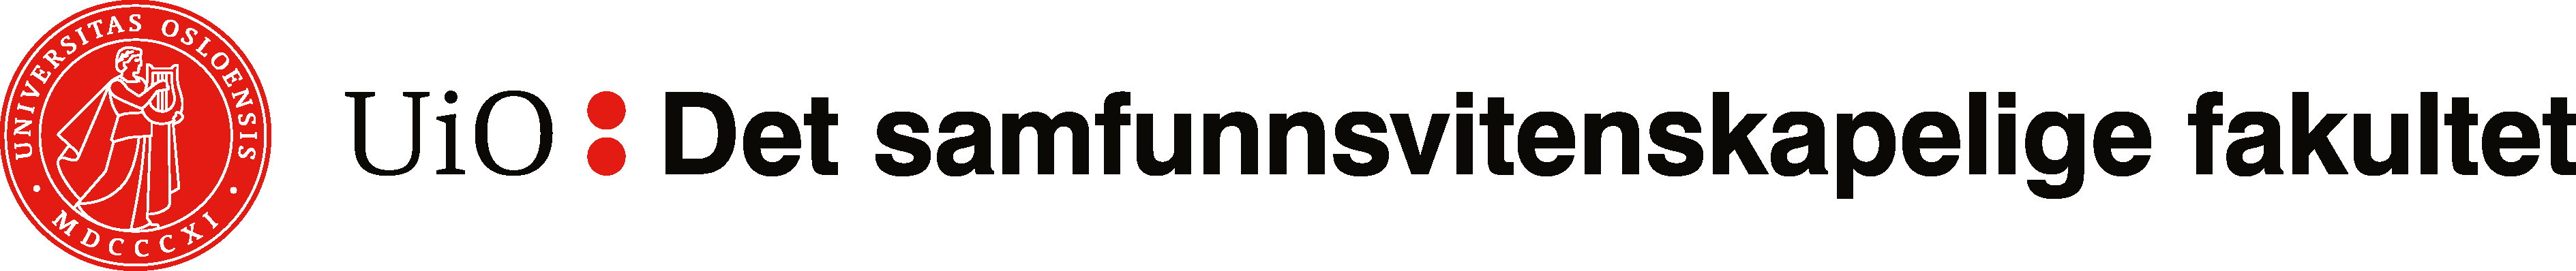 UNIVERSITAS OSLOENSIS
MDCCCXI
UiO : Det samfunnsvitenskapelige fakultet